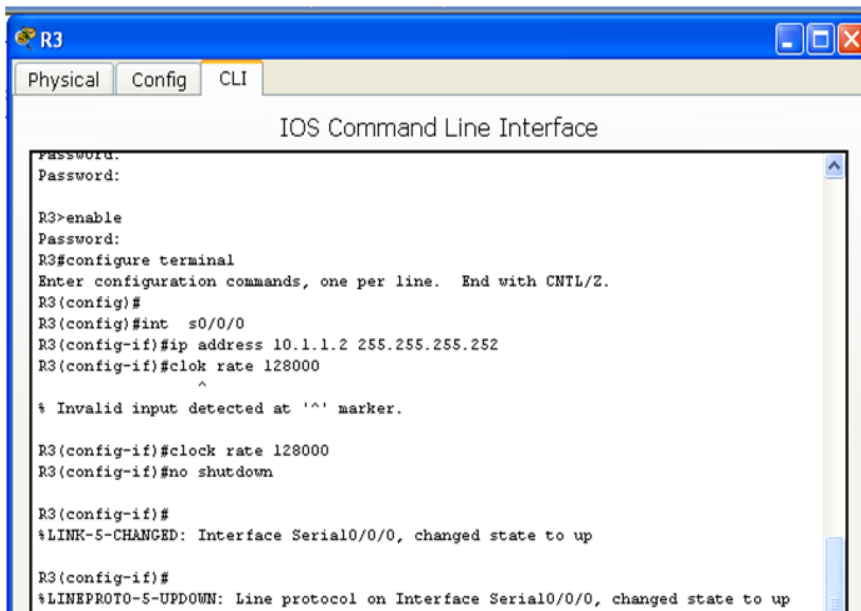 R3
Physical Config CLI
IOS Command Line Interface
Password:
Password:
R3>enable
Password:
R3#configure terminal
Enter configuration commands, one per line.  End with CNTL/Z.
R3(config)#
R3(config)#int  s0/0/0
R3(config-if)#ip address 10.1.1.2 255.255.255.252
R3(config-if)#clok rate 128000
^
% Invalid input detected at '^' marker.
R3(config-if)#clock rate 128000
R3(config-if)#no shutdown
R3(config-if)#
%LINK-5-CHANGED: Interface Serial0/0/0, changed state to up
R3(config-if)#
%LINEPROTO-5-UPDOWN: Line protocol on Interface Serial0/0/0, changed state to up